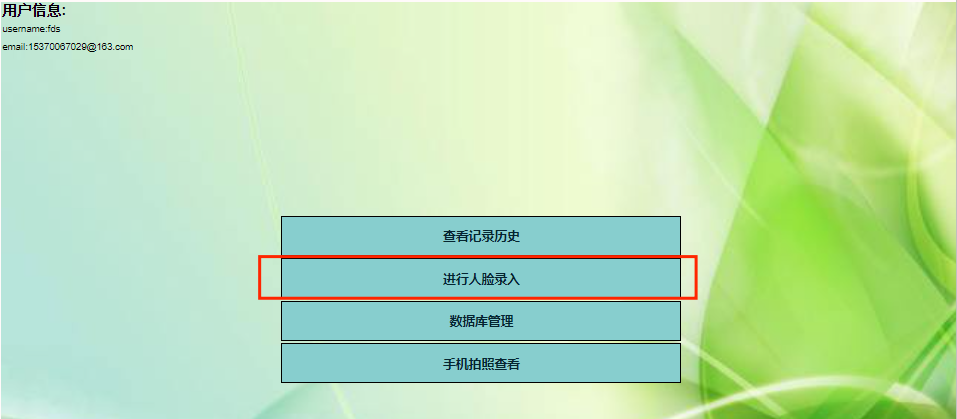 用户信息:
username:fds
email:15370067029@163.com
查看记录历史
进行人脸录入
数据库管理
手机拍照查看